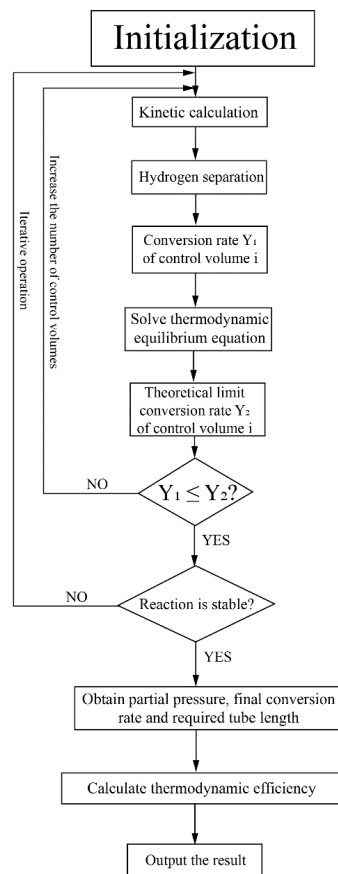 Initialization
Kinetic calculation
Hydrogen separation
Conversion rate Y₁
of control volume i
Solve thermodynamic
equilibrium equation
Theoretical limit
conversion rate Y₂
of control volume i
Y₁ ≤ Y₂?
NO
YES
Reaction is stable?
NO
YES
Increase the number of control volumes
Iterative operation
Obtain partial pressure, final conversion
rate and required tube length
Calculate thermodynamic efficiency
Output the result